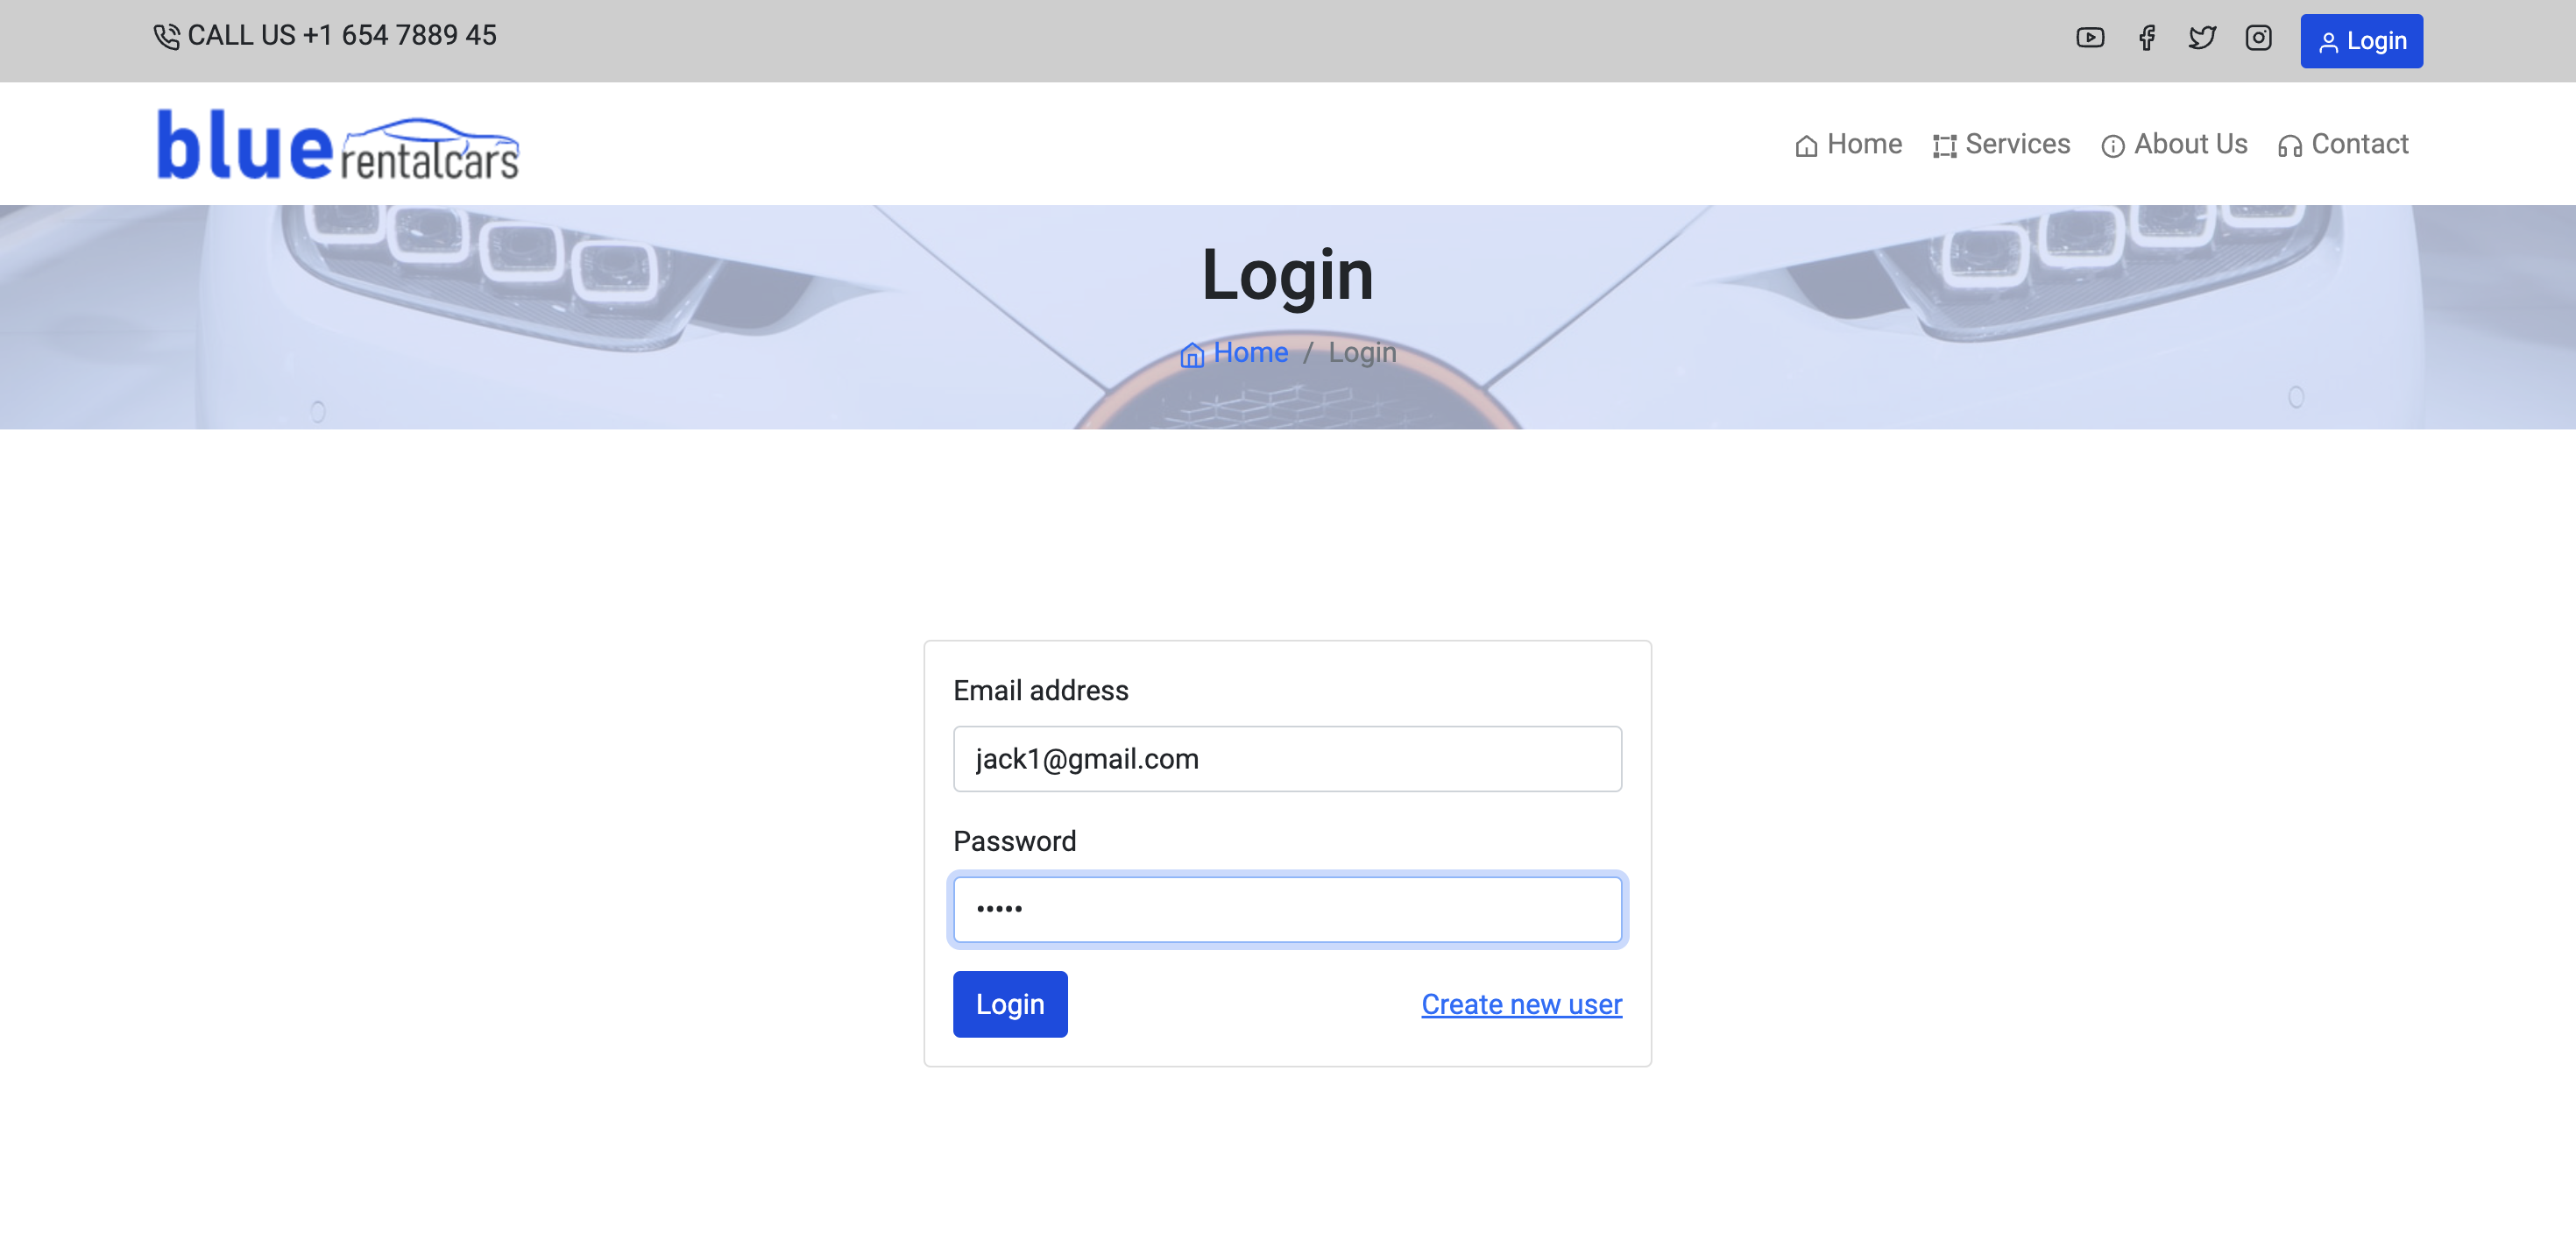 CALL US +1 654 7889 45
Login
blue rentalcars
Home Services About Us Contact
Login
Home / Login
Email address
jack1@gmail.com
Password
•••••
Login Create new user